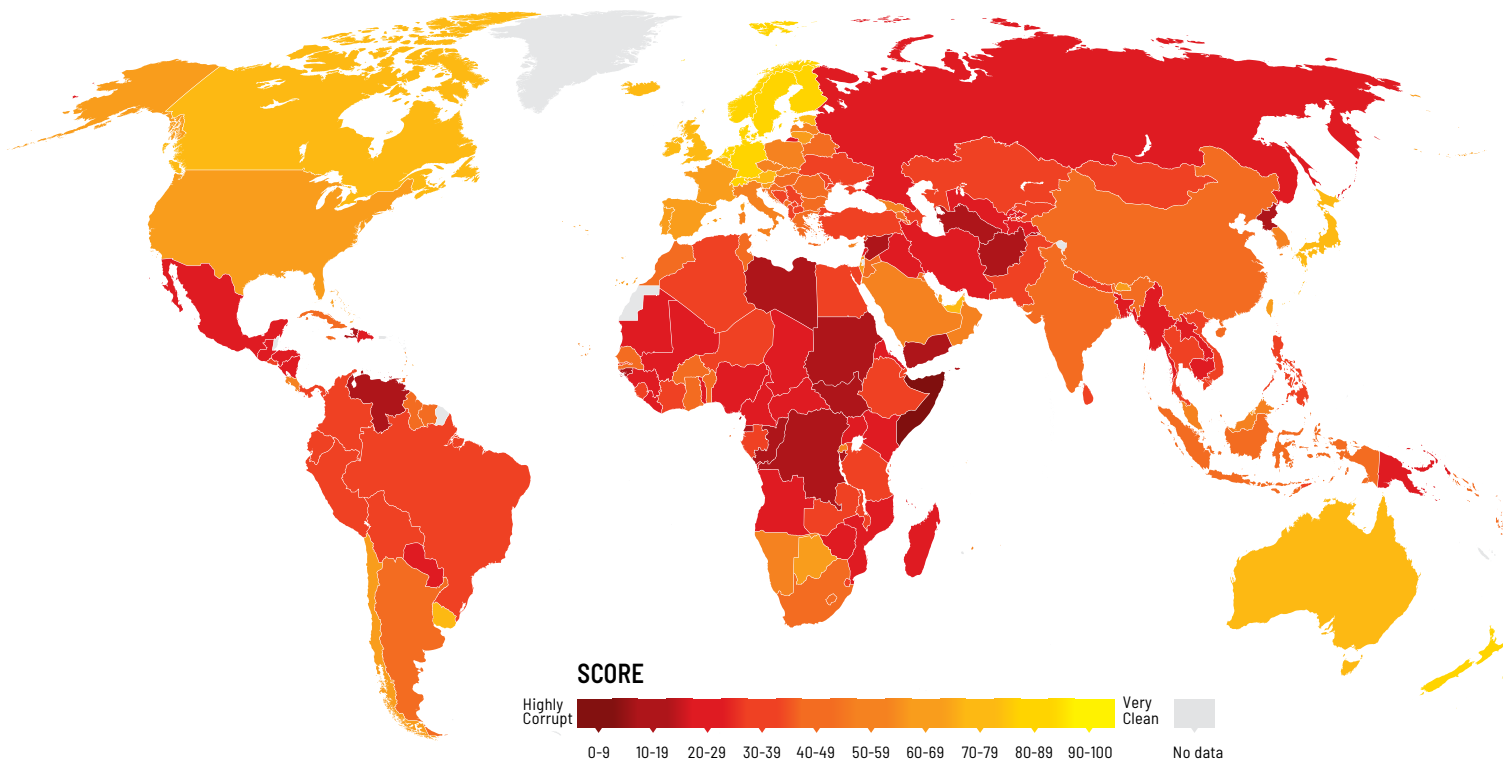 SCORE
Highly
Corrupt
Very
Clean
0-9 10-19 20-29 30-39 40-49 50-59 60-69 70-79 80-89 90-100 No data